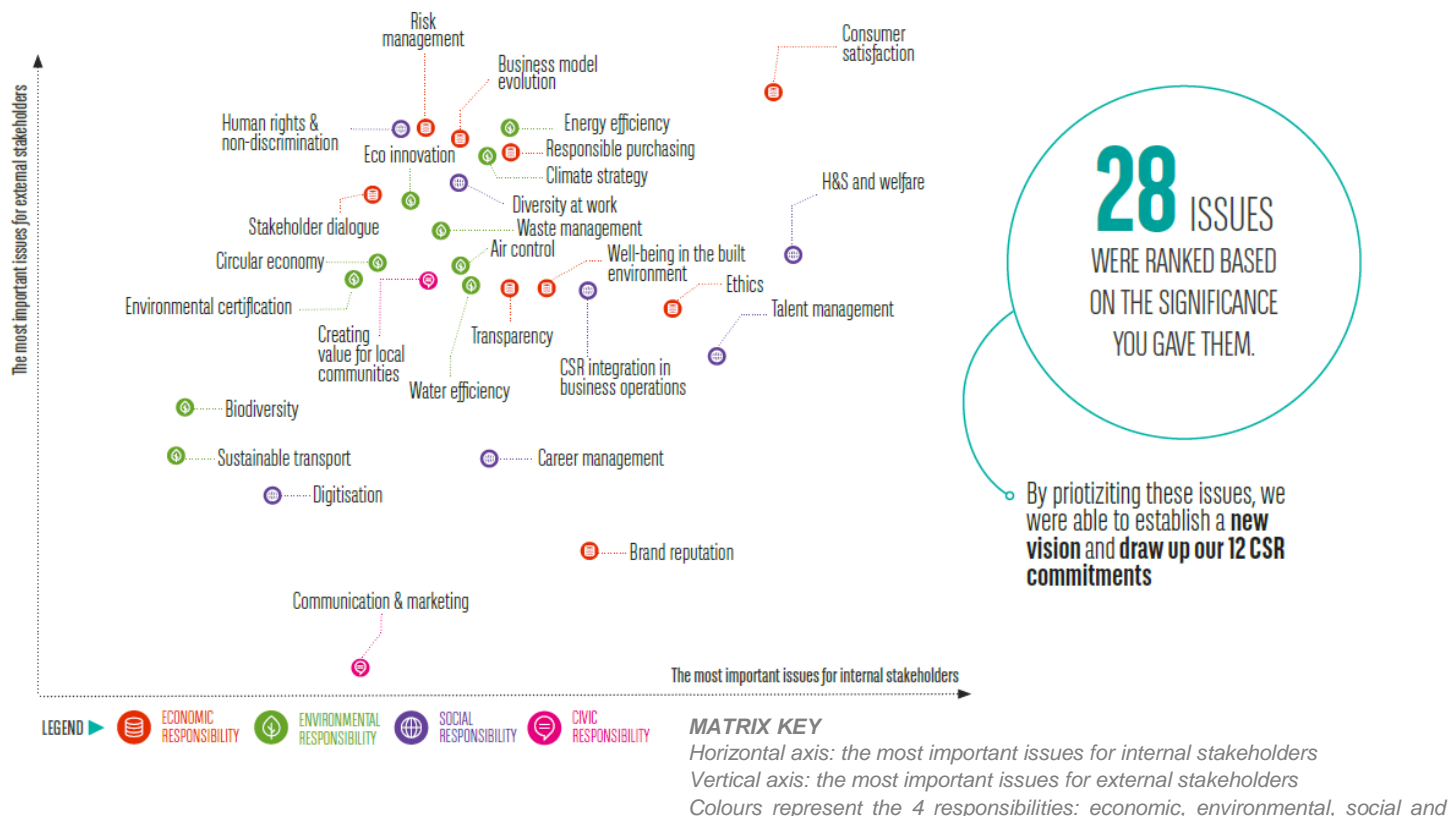 Risk
management
Consumer
satisfaction
Business model
evolution
Human rights &
non-discrimination
Energy efficiency
Eco innovation
Responsible purchasing
Climate strategy
H&S and welfare
Diversity at work
Stakeholder dialogue
Waste management
Air control
Circular economy
Well-being in the built
environment
Ethics
Environmental certification
Talent management
Creating
value for local
communities
Transparency
CSR integration in
business operations
Water efficiency
Biodiversity
Sustainable transport
Career management
Digitisation
Brand reputation
Communication & marketing
The most important issues for external stakeholders
The most important issues for internal stakeholders
28 ISSUES
WERE RANKED BASED
ON THE SIGNIFICANCE
YOU GAVE THEM.
By priotiziting these issues, we
were able to establish a new
vision and draw up our 12 CSR
commitments
LEGEND
ECONOMIC
RESPONSIBILITY
ENVIRONMENTAL
RESPONSIBILITY
SOCIAL
RESPONSIBILITY
CIVIC
RESPONSIBILITY
MATRIX KEY
Horizontal axis: the most important issues for internal stakeholders
Vertical axis: the most important issues for external stakeholders
Colours represent the 4 responsibilities: economic, environmental, social and